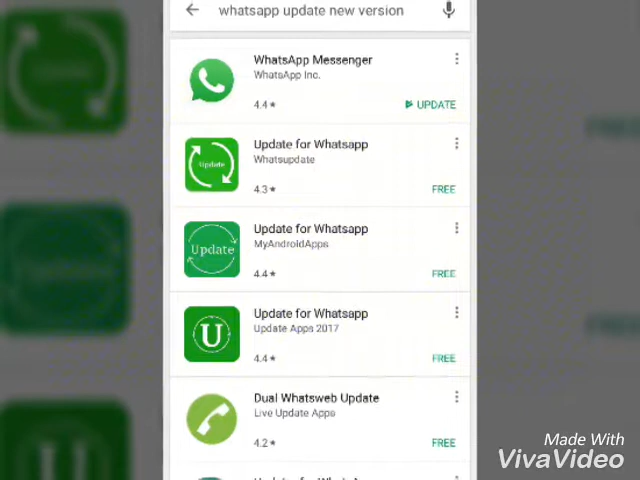 whatsapp update new version
WhatsApp Messenger
WhatsApp Inc.
4.4★ UPDATE
Update for Whatsapp
Update
Whatsupdate
4.3★ FREE
Update for Whatsapp
Update
MyAndroidApps
4.4★ FREE
Update for Whatsapp
U
Update Apps 2017
4.4★ FREE
Dual Whatsweb Update
Live Update Apps
4.2★ FREE
Made With
VivaVideo